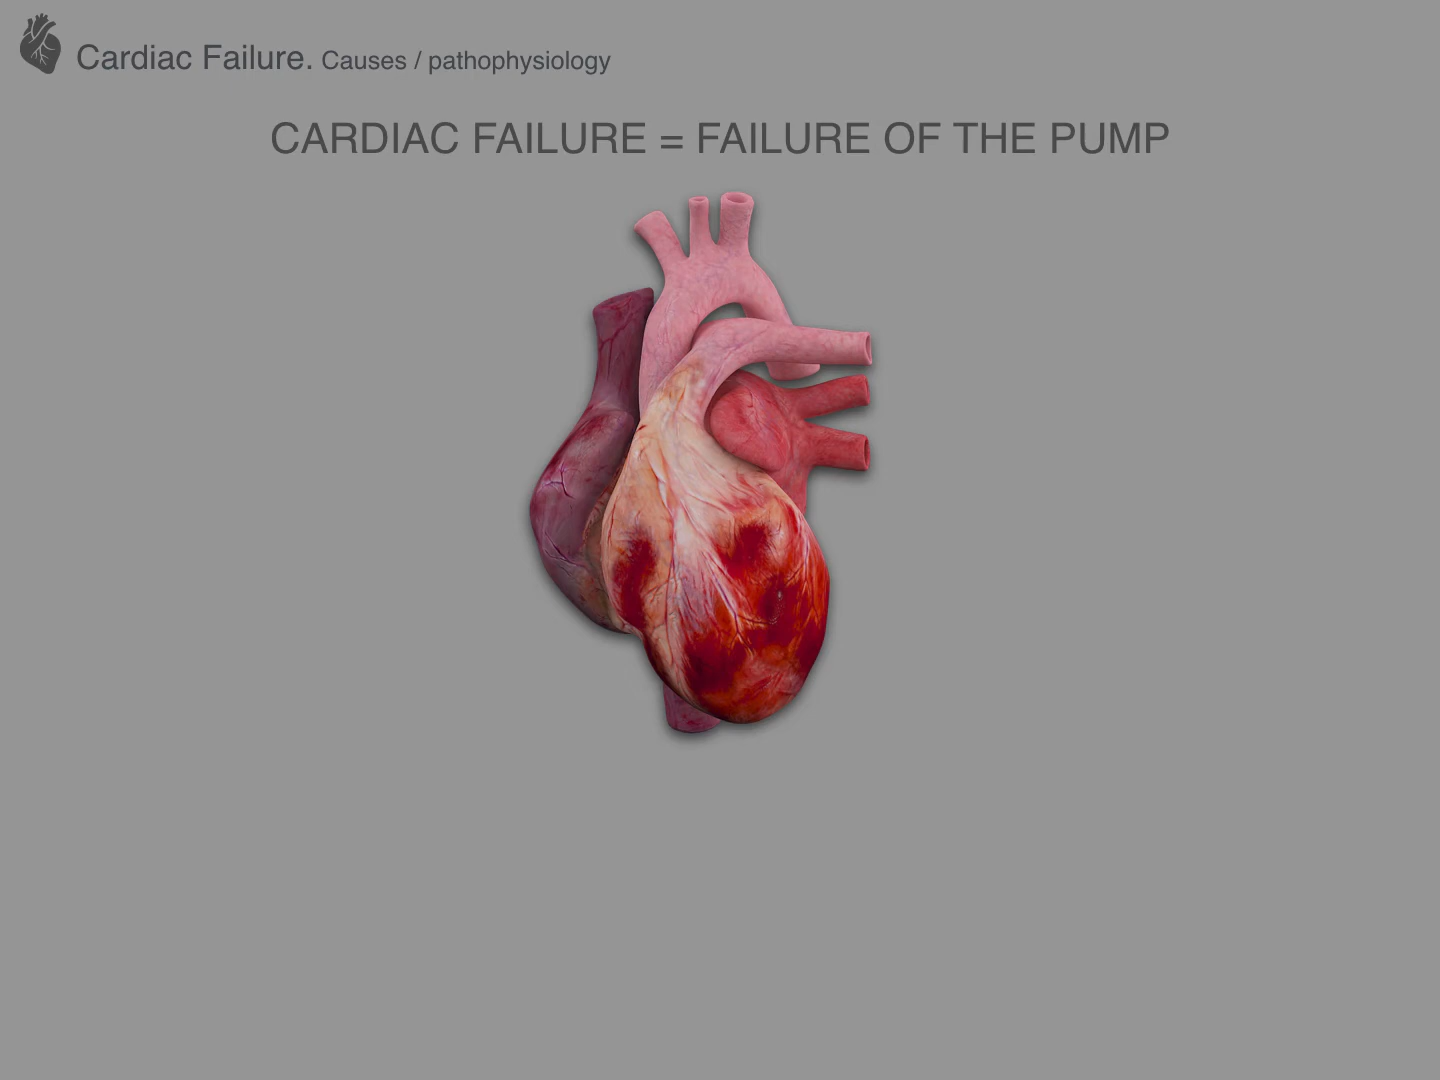 Cardiac Failure. Causes / pathophysiology
CARDIAC FAILURE = FAILURE OF THE PUMP